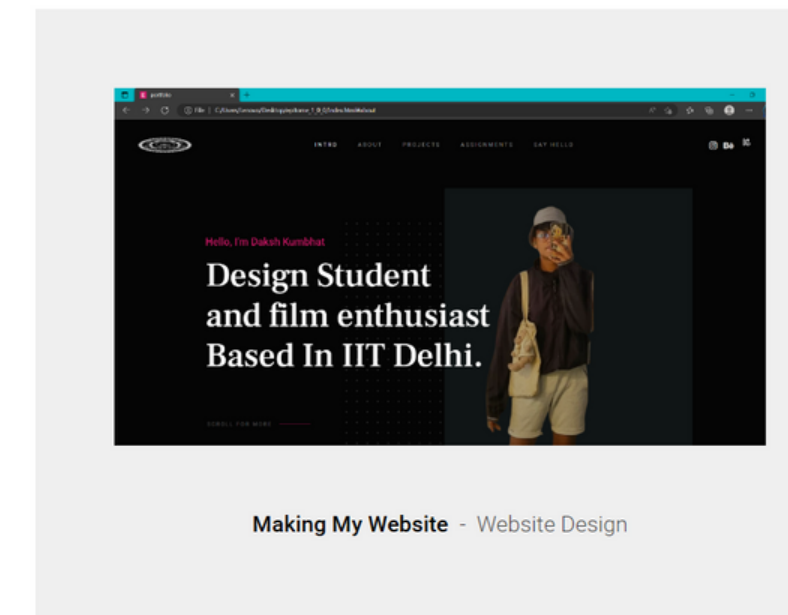 portfolio
INTRO ABOUT PROJECTS ASSIGNMENTS SAY HELLO
Bē
Hello, I'm Daksh Kumbhat
Design Student
and film enthusiast
Based In IIT Delhi.
SCROLL FOR MORE
Making My Website - Website Design